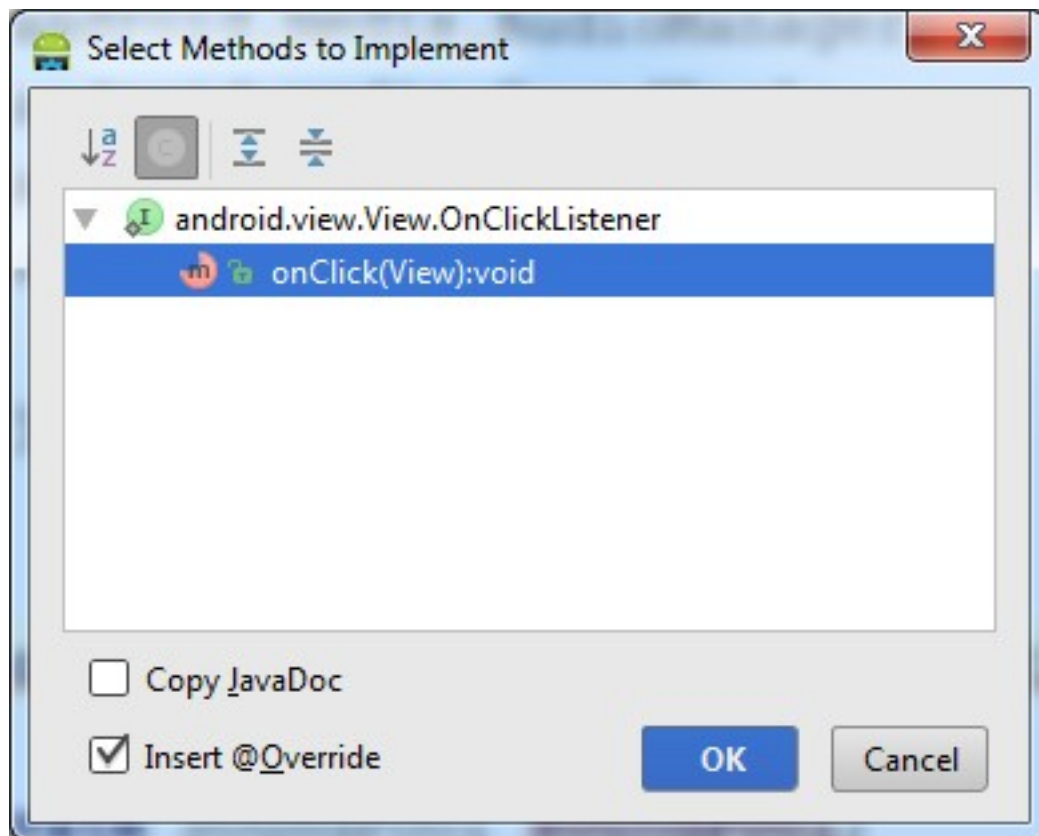 Select Methods to Implement
android.view.View.OnClickListener
onClick(View):void
Copy JavaDoc
Insert @Override
OK
Cancel